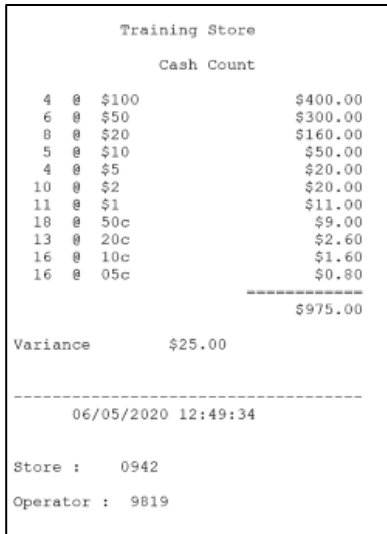 Training Store
Cash Count
4 @ $100 $400.00
6 @ $50 $300.00
8 @ $20 $160.00
5 @ $10 $50.00
4 @ $5 $20.00
10 @ $2 $20.00
11 @ $1 $11.00
18 @ 50c $9.00
13 @ 20c $2.60
16 @ 10c $1.60
16 @ 05c $0.80
============
$975.00
Variance $25.00
------------------------------------
06/05/2020 12:49:34
Store : 0942
Operator : 9819